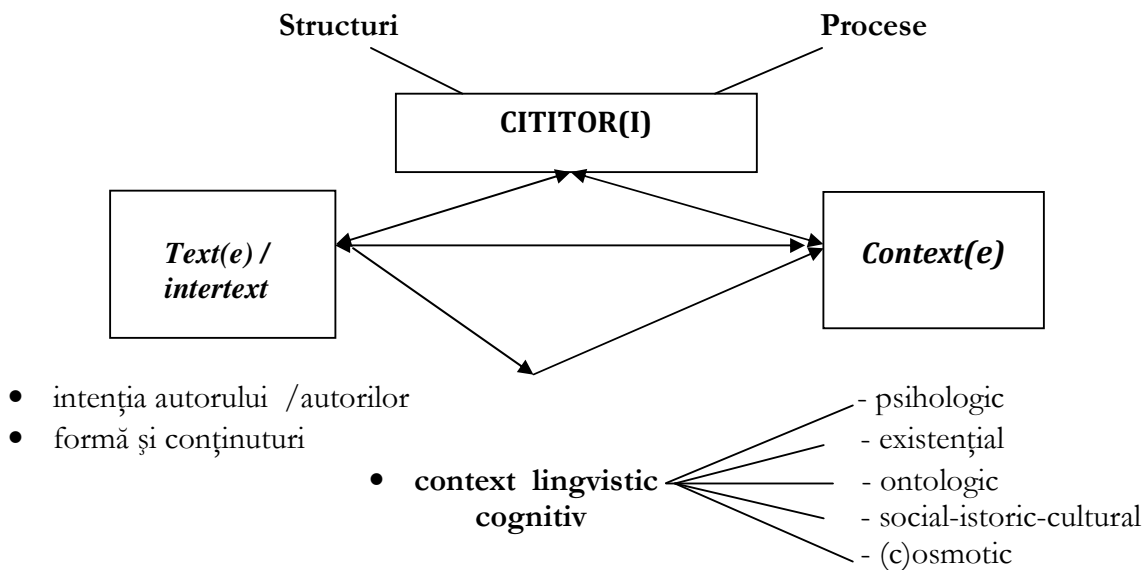 Structuri
Procese
CITITOR(I)
Text(e) /
intertext
Context(e)
• intenţia autorului /autorilor
• formă şi conţinuturi
• context lingvistic
cognitiv
- psihologic
- existenţial
- ontologic
- social-istoric-cultural
- (c)osmotic